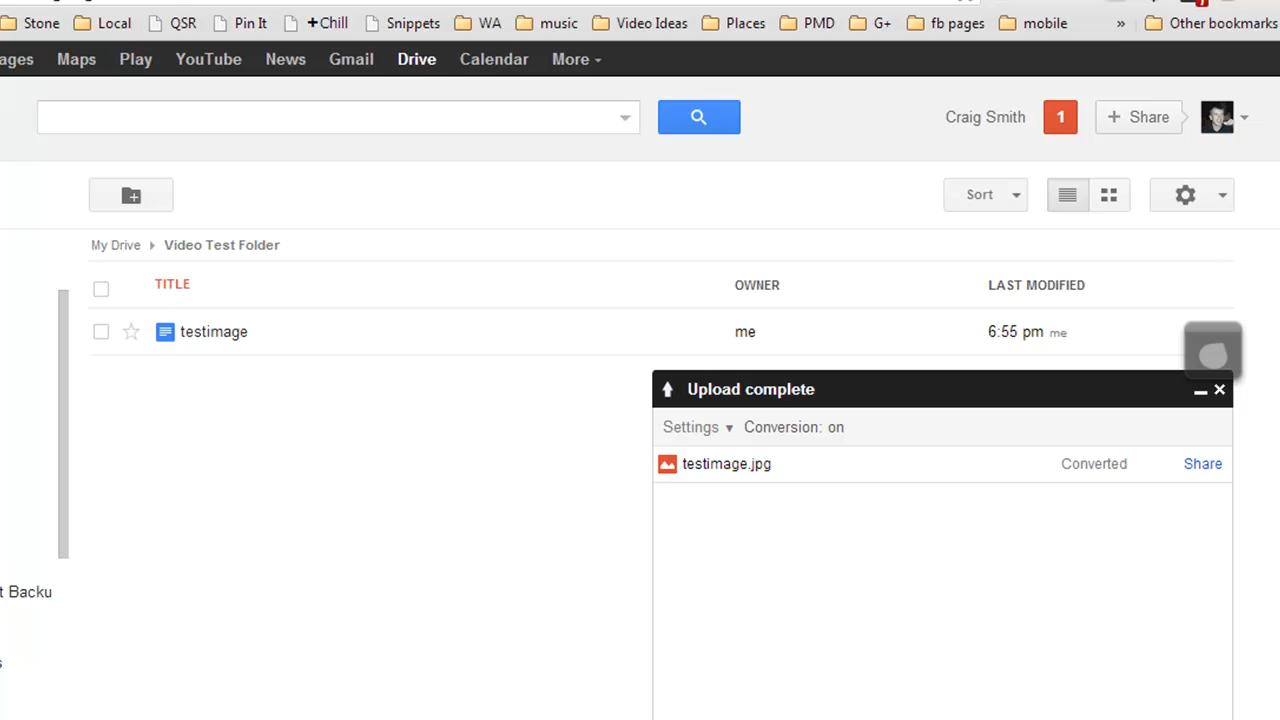 Stone Local QSR Pin It +Chill Snippets WA music Video Ideas Places PMD G+ fb pages mobile » Other bookmarks
ages Maps Play YouTube News Gmail Drive Calendar More
Craig Smith 1 + Share
Sort
My Drive Video Test Folder
TITLE OWNER LAST MODIFIED
testimage me 6:55 pm me
Upload complete
Settings Conversion: on
testimage.jpg Converted Share
t Backu
s